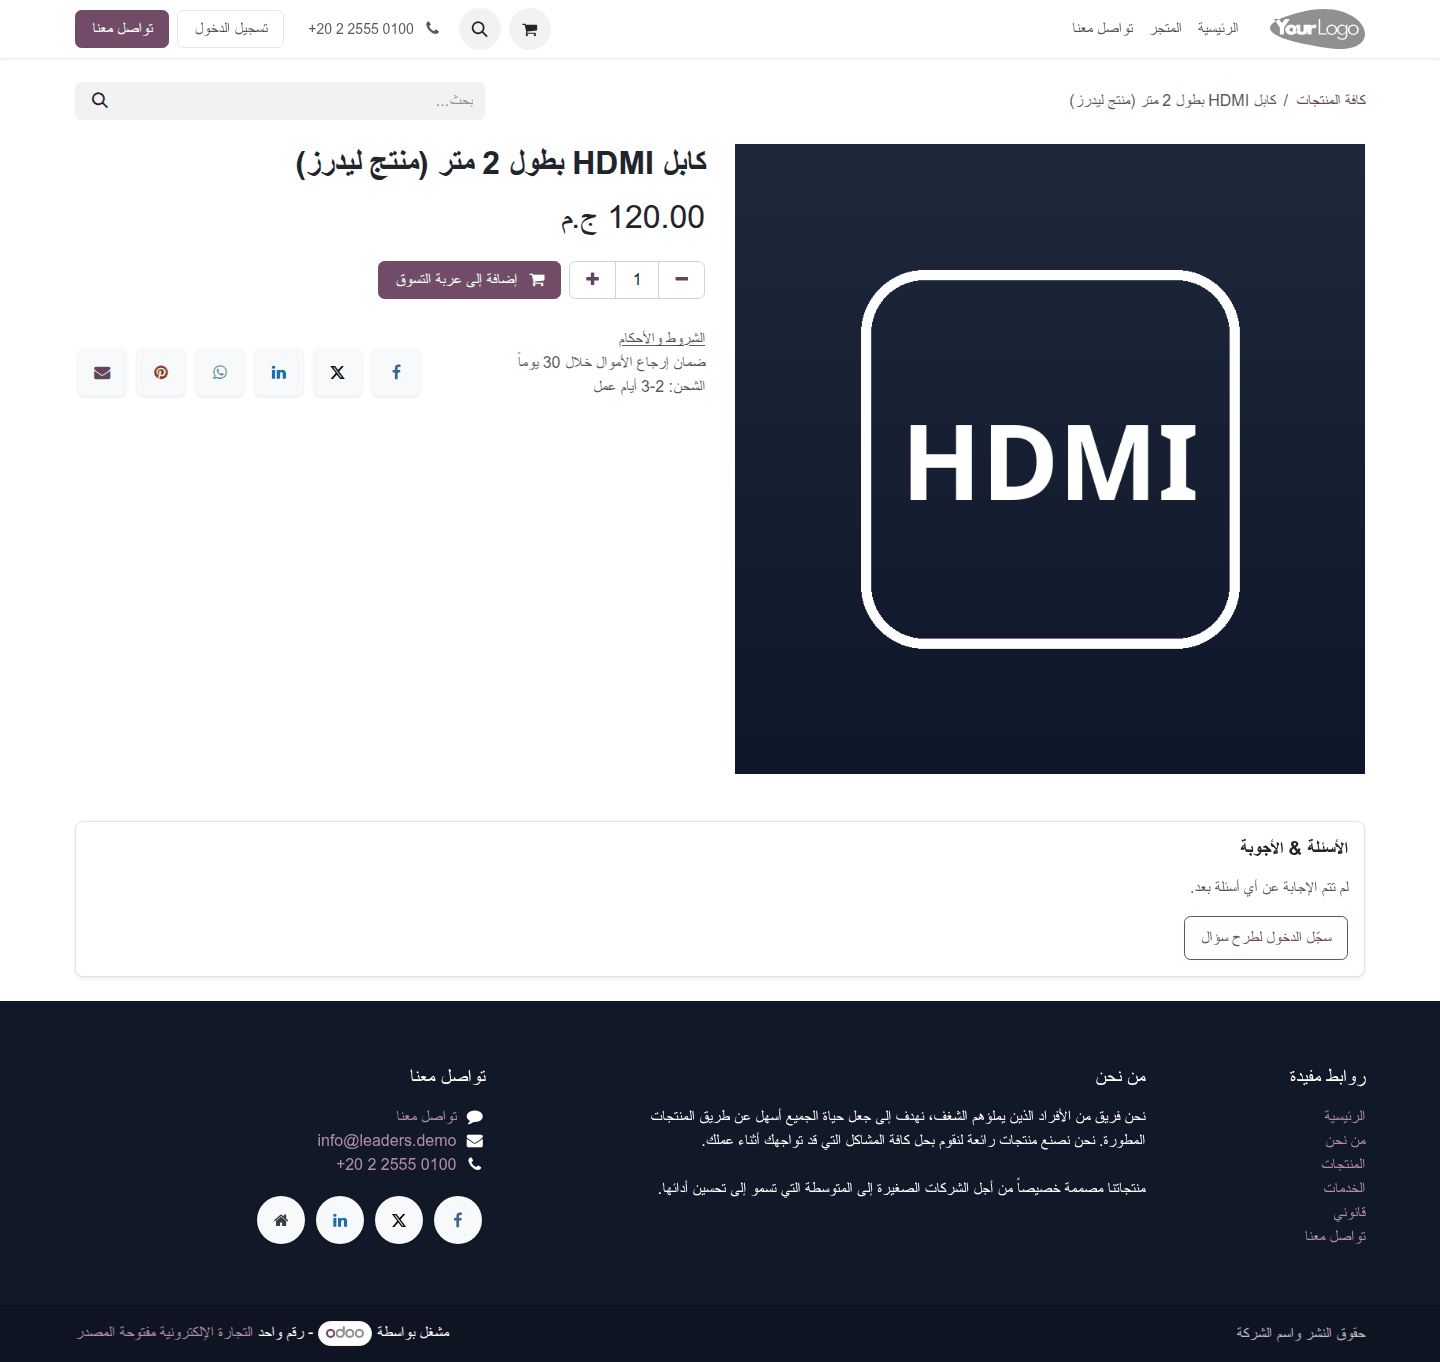 YourLogo
الرئيسية
المتجر
تواصل معنا
+20 2 2555 0100
تسجيل الدخول
تواصل معنا
كافة المنتجات / كابل HDMI بطول 2 متر (منتج ليدرز)
بحث...
HDMI
كابل HDMI بطول 2 متر (منتج ليدرز)
120.00 ج.م
1
إضافة إلى عربة التسوق
الشروط والأحكام
ضمان إرجاع الأموال خلال 30 يوماً
الشحن: 2-3 أيام عمل
الأسئلة & الأجوبة
لم تتم الإجابة عن أي أسئلة بعد.
سجّل الدخول لطرح سؤال
روابط مفيدة
الرئيسية
من نحن
المنتجات
الخدمات
قانوني
تواصل معنا
من نحن
نحن فريق من الأفراد الذين يملؤهم الشغف، نهدف إلى جعل حياة الجميع أسهل عن طريق المنتجات
المطورة. نحن نصنع منتجات رائعة لنقوم بحل كافة المشاكل التي قد تواجهك أثناء عملك.
منتجاتنا مصممة خصيصاً من أجل الشركات الصغيرة إلى المتوسطة التي تسمو إلى تحسين أدائها.
تواصل معنا
تواصل معنا
info@leaders.demo
+20 2 2555 0100
حقوق النشر واسم الشركة
مشغل بواسطة odoo - رقم واحد التجارة الإلكترونية مفتوحة المصدر